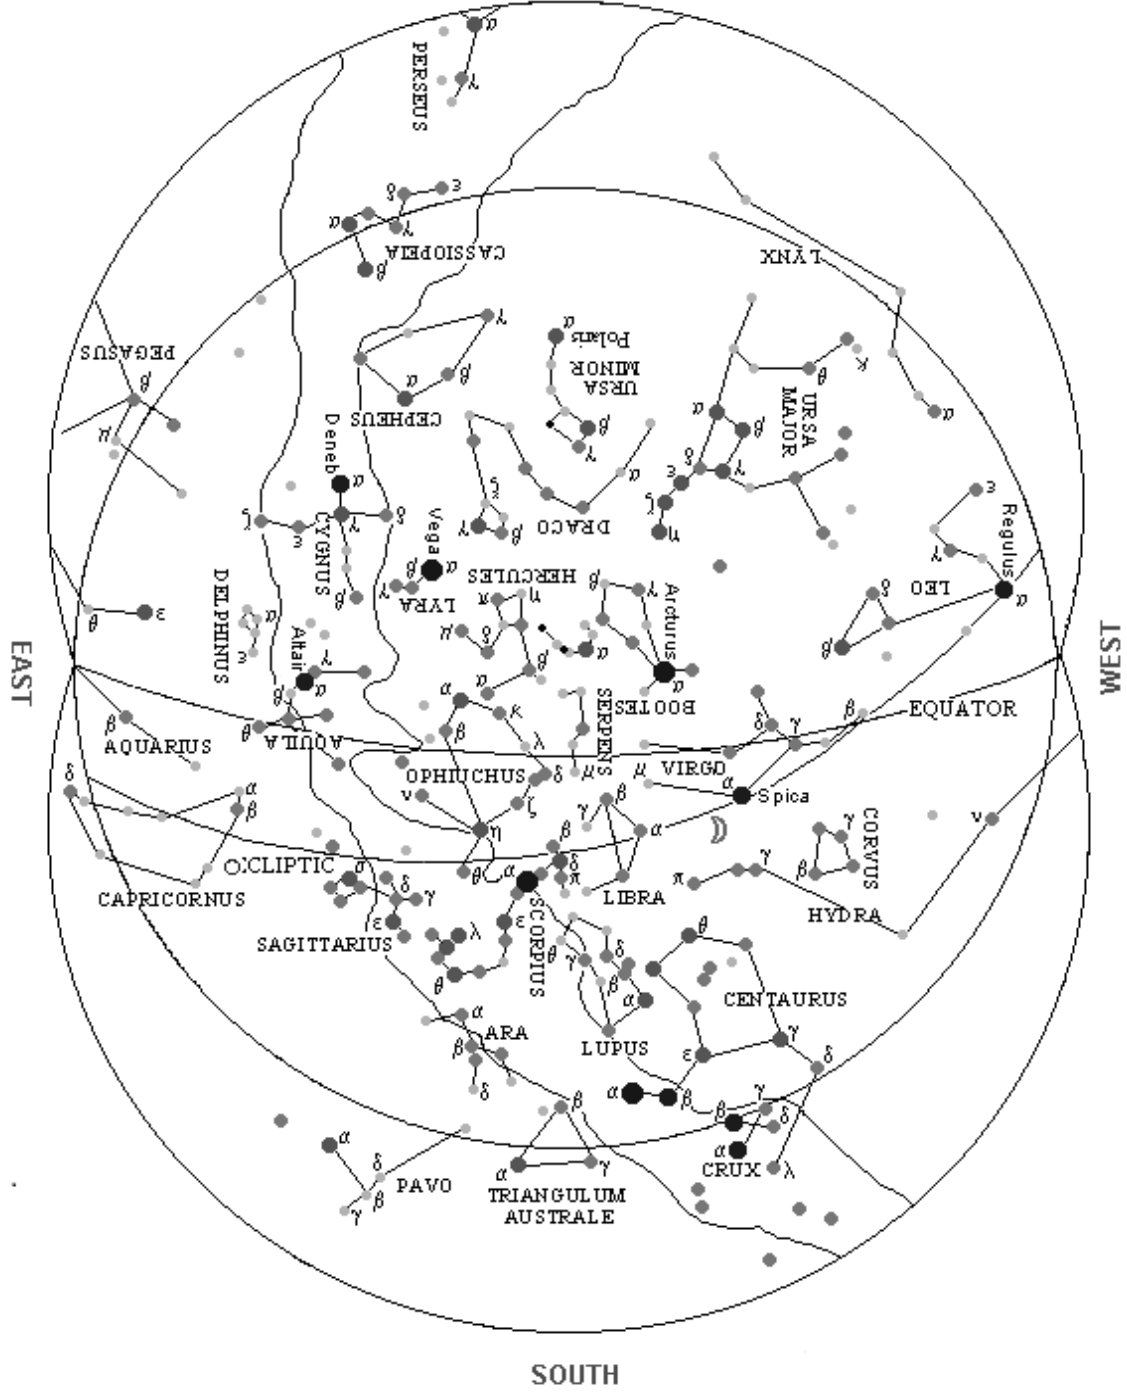 α
PERSEUS
γ
ε
δ
α
γ
CASSIOPEIA
β
LYNX
PEGASUS
β
μ
γ
β
α
CEPHEUS
α
Polaris
URSA
MINOR
β
γ
κ
θ
URSA
MAJOR
α
α
β
δ
γ
ε
ζ
η
α
ξ
DRACO
γ
β
Deneb
α
γ
δ
ζ
ε
CYGNUS
β
Vega
α
β
γ
LYRA
HERCULES
η
π
μ
δ
β
α
α
β
γ
Arcturus
α
BOOTES
ε
Regulus
γ
α
LEO
δ
β
θ
ε
DELPHINUS
α
ε
Altair
γ
α
β
θ
AQUILA
EAST
WEST
β
AQUARIUS
α
κ
β
λ
OPHIUCHUS
δ
ν
ζ
η
θ
SERPENS
μ
EQUATOR
β
γ
δ
VIRGO
μ
α
Spica
δ
α
β
CAPRICORNUS
ECLIPTIC
β
γ
α
LIBRA
γ
β
CORVUS
ν
γ
π
HYDRA
σ
δ
γ
ε
SAGITTARIUS
β
δ
π
α
SCORPIUS
ε
λ
θ
θ
γ
δ
β
α
LUPUS
θ
CENTAURUS
γ
δ
ε
α
β
α
ARA
β
δ
γ
β
δ
α
CRUX
λ
β
α
γ
TRIANGULUM
AUSTRALE
α
δ
PAVO
β
γ
SOUTH